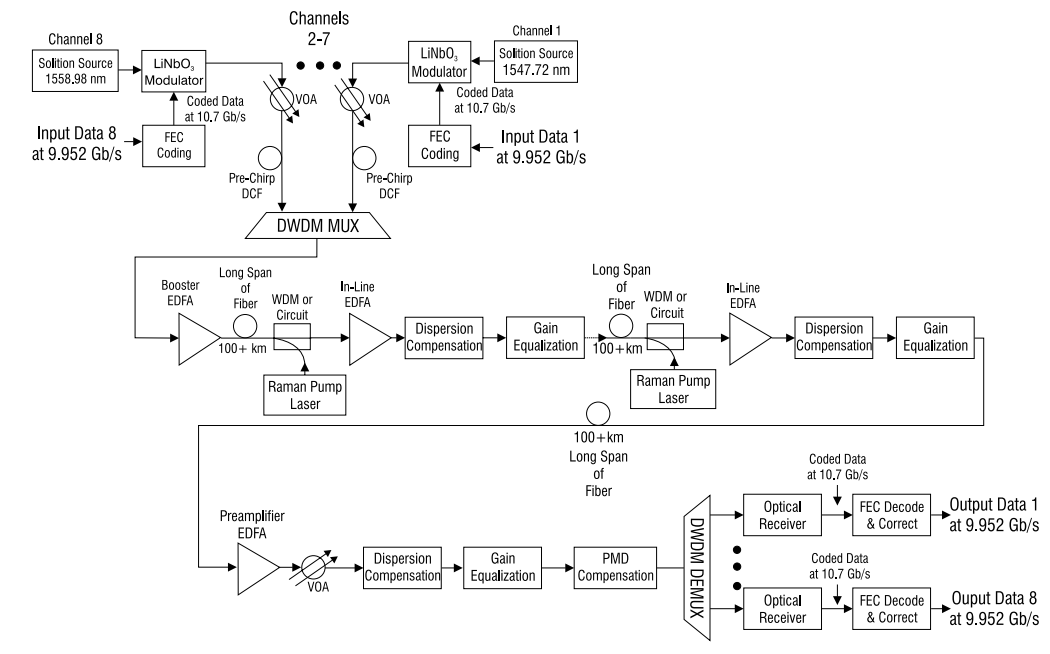 Channels
2-7
Channel 8
Solition Source
1558.98 nm
LiNbO₃
Modulator
Coded Data
at 10.7 Gb/s
Input Data 8
at 9.952 Gb/s
FEC
Coding
VOA
Pre-Chirp
DCF
VOA
Pre-Chirp
DCF
Channel 1
LiNbO₃
Modulator
Solition Source
1547.72 nm
Coded Data
at 10.7 Gb/s
FEC
Coding
Input Data 1
at 9.952 Gb/s
DWDM MUX
Booster
EDFA
Long Span
of
Fiber
100+ km
WDM or
Circuit
Raman Pump
Laser
In-Line
EDFA
Dispersion
Compensation
Gain
Equalization
Long Span
of
Fiber
100+km
WDM or
Circuit
Raman Pump
Laser
In-Line
EDFA
Dispersion
Compensation
Gain
Equalization
100+km
Long Span
of
Fiber
Preamplifier
EDFA
VOA
Dispersion
Compensation
Gain
Equalization
PMD
Compensation
DWDM DEMUX
Optical
Receiver
Coded Data
at 10.7 Gb/s
FEC Decode
& Correct
Output Data 1
at 9.952 Gb/s
Optical
Receiver
Coded Data
at 10.7 Gb/s
FEC Decode
& Correct
Ouput Data 8
at 9.952 Gb/s